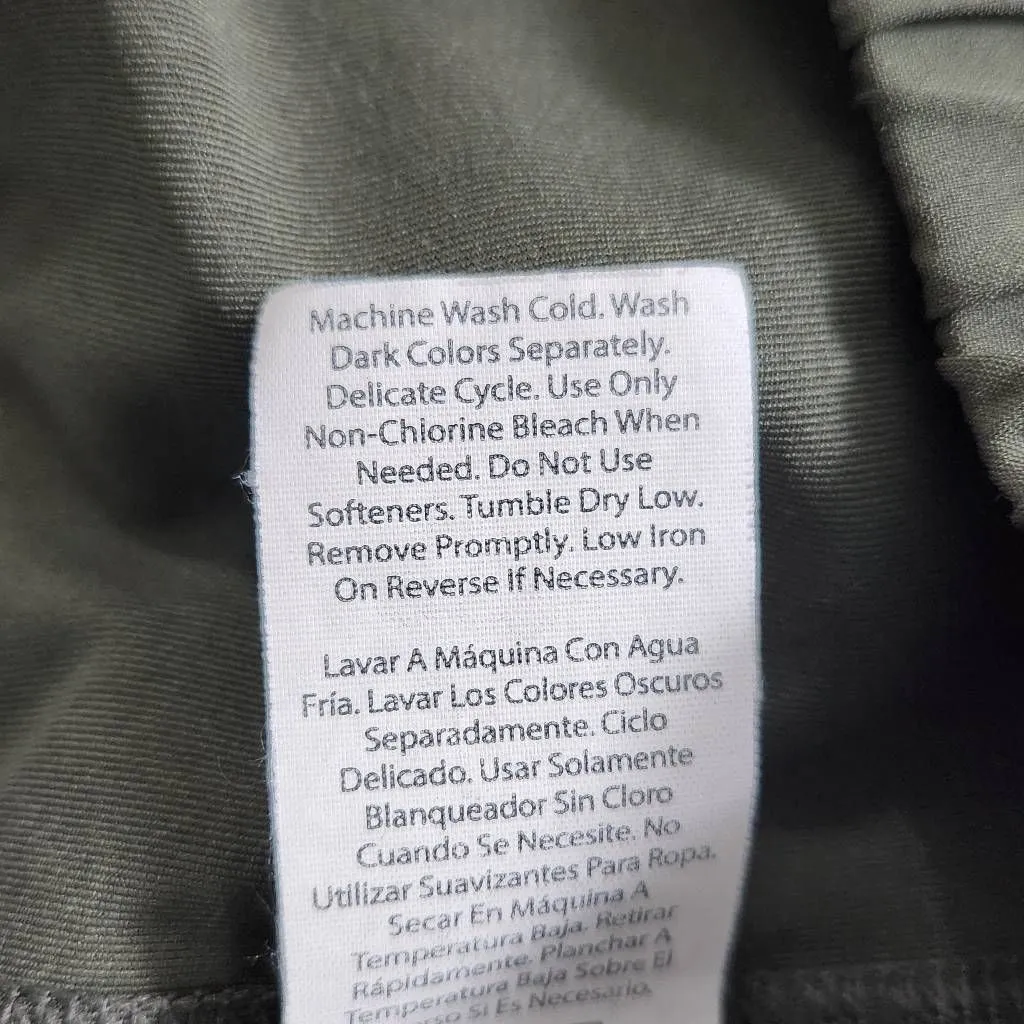 Machine Wash Cold. Wash
Dark Colors Separately.
Delicate Cycle. Use Only
Non-Chlorine Bleach When
Needed. Do Not Use
Softeners. Tumble Dry Low.
Remove Promptly. Low Iron
On Reverse If Necessary.
Lavar A Máquina Con Agua
Fría. Lavar Los Colores Oscuros
Separadamente. Ciclo
Delicado. Usar Solamente
Blanqueador Sin Cloro
Cuando Se Necesite. No
Utilizar Suavizantes Para Ropa.
Secar En Máquina A
Temperatura Baja. Retirar
Rápidamente. Planchar A
Temperatura Baja Sobre El
Si Es Necesario.